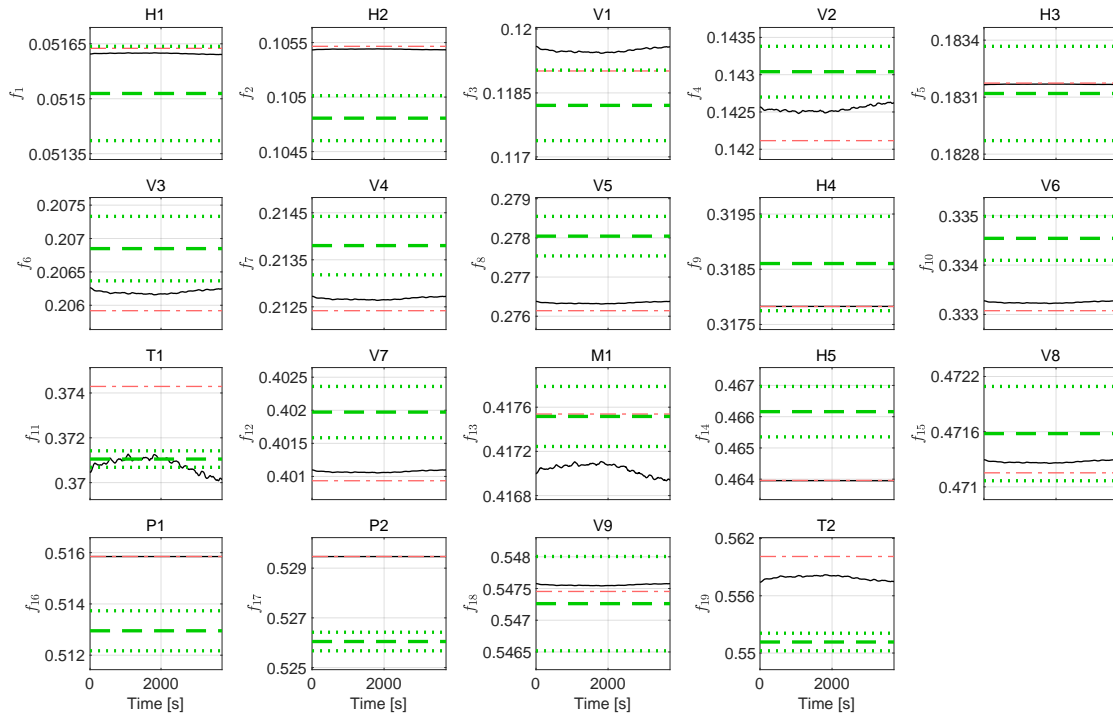 H1 H2 V1 V2 H3
f1 0.05165 0.0515 0.05135
f2 0.1055 0.105 0.1045
f3 0.12 0.1185 0.117
f4 0.1435 0.143 0.1425 0.142
f5 0.1834 0.1831 0.1828
V3 V4 V5 H4 V6
f6 0.2075 0.207 0.2065 0.206
f7 0.2145 0.2135 0.2125
f8 0.279 0.278 0.277 0.276
f9 0.3195 0.3185 0.3175
f10 0.335 0.334 0.333
T1 V7 M1 H5 V8
f11 0.374 0.372 0.37
f12 0.4025 0.402 0.4015 0.401
f13 0.4176 0.4172 0.4168
f14 0.467 0.466 0.465 0.464
f15 0.4722 0.4716 0.471
P1 P2 V9 T2
f16 0.516 0.514 0.512
f17 0.529 0.527 0.525
f18 0.548 0.5475 0.547 0.5465
f19 0.562 0.556 0.55
0 2000 0 2000 0 2000 0 2000
Time [s] Time [s] Time [s] Time [s]